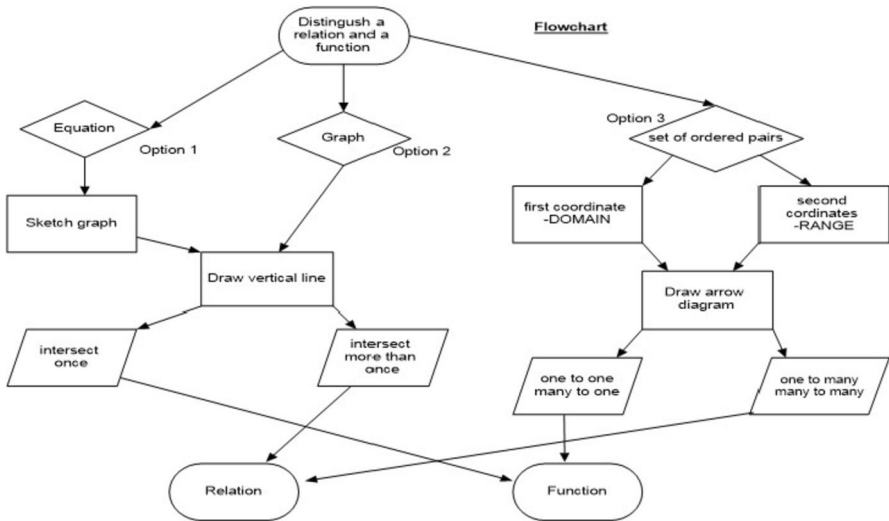 Distingush a
relation and a
function
Flowchart
Equation
Option 1
Graph
Option 2
Option 3
set of ordered pairs
Sketch graph
first coordinate
-DOMAIN
second
cordinates
-RANGE
Draw vertical line
Draw arrow
diagram
intersect
once
intersect
more than
once
one to one
many to one
one to many
many to many
Relation
Function